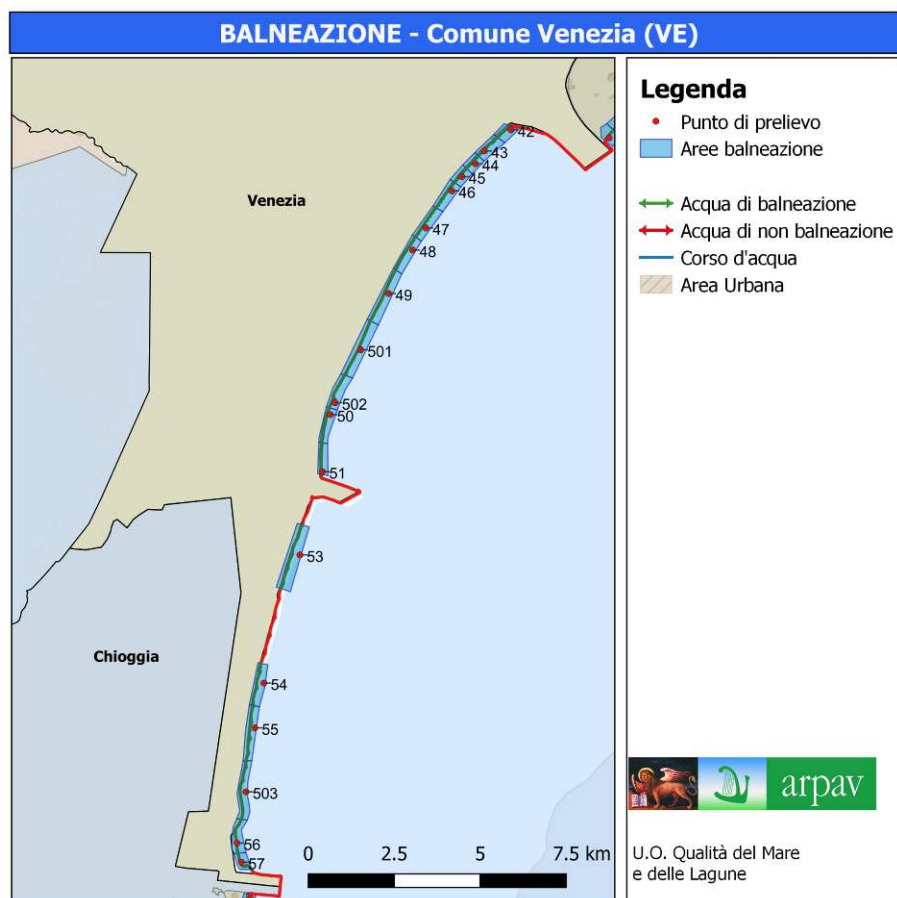 BALNEAZIONE - Comune Venezia (VE)
Legenda
Punto di prelievo
Aree balneazione
Acqua di balneazione
Acqua di non balneazione
Corso d'acqua
Area Urbana
Venezia
Chioggia
42
43
44
45
46
47
48
49
501
502
50
51
53
54
55
503
56
57
0 2.5 5 7.5 km
arpav
U.O. Qualità del Mare
e delle Lagune